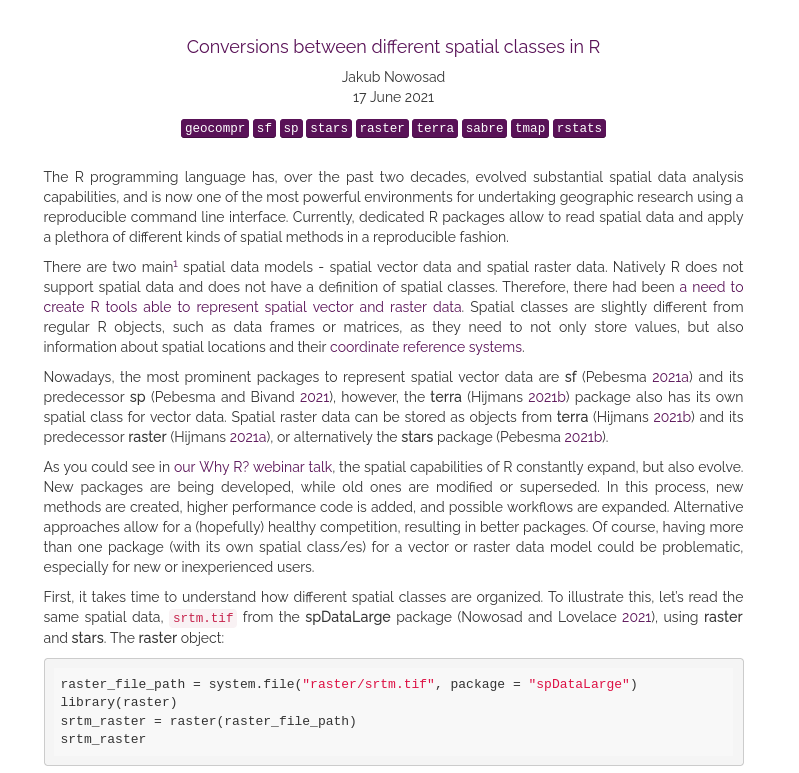 Conversions between different spatial classes in R
Jakub Nowosad
17 June 2021
geocompr sf sp stars raster terra sabre tmap rstats
The R programming language has, over the past two decades, evolved substantial spatial data analysis
capabilities, and is now one of the most powerful environments for undertaking geographic research using a
reproducible command line interface. Currently, dedicated R packages allow to read spatial data and apply
a plethora of different kinds of spatial methods in a reproducible fashion.
There are two main1 spatial data models - spatial vector data and spatial raster data. Natively R does not
support spatial data and does not have a definition of spatial classes. Therefore, there had been a need to
create R tools able to represent spatial vector and raster data. Spatial classes are slightly different from
regular R objects, such as data frames or matrices, as they need to not only store values, but also
information about spatial locations and their coordinate reference systems.
Nowadays, the most prominent packages to represent spatial vector data are sf (Pebesma 2021a) and its
predecessor sp (Pebesma and Bivand 2021), however, the terra (Hijmans 2021b) package also has its own
spatial class for vector data. Spatial raster data can be stored as objects from terra (Hijmans 2021b) and its
predecessor raster (Hijmans 2021a), or alternatively the stars package (Pebesma 2021b).
As you could see in our Why R? webinar talk, the spatial capabilities of R constantly expand, but also evolve.
New packages are being developed, while old ones are modified or superseded. In this process, new
methods are created, higher performance code is added, and possible workflows are expanded. Alternative
approaches allow for a (hopefully) healthy competition, resulting in better packages. Of course, having more
than one package (with its own spatial class/es) for a vector or raster data model could be problematic,
especially for new or inexperienced users.
First, it takes time to understand how different spatial classes are organized. To illustrate this, let's read the
same spatial data, srtm.tif from the spDataLarge package (Nowosad and Lovelace 2021), using raster
and stars. The raster object:
raster_file_path = system.file("raster/srtm.tif", package = "spDataLarge")
library(raster)
srtm_raster = raster(raster_file_path)
srtm_raster